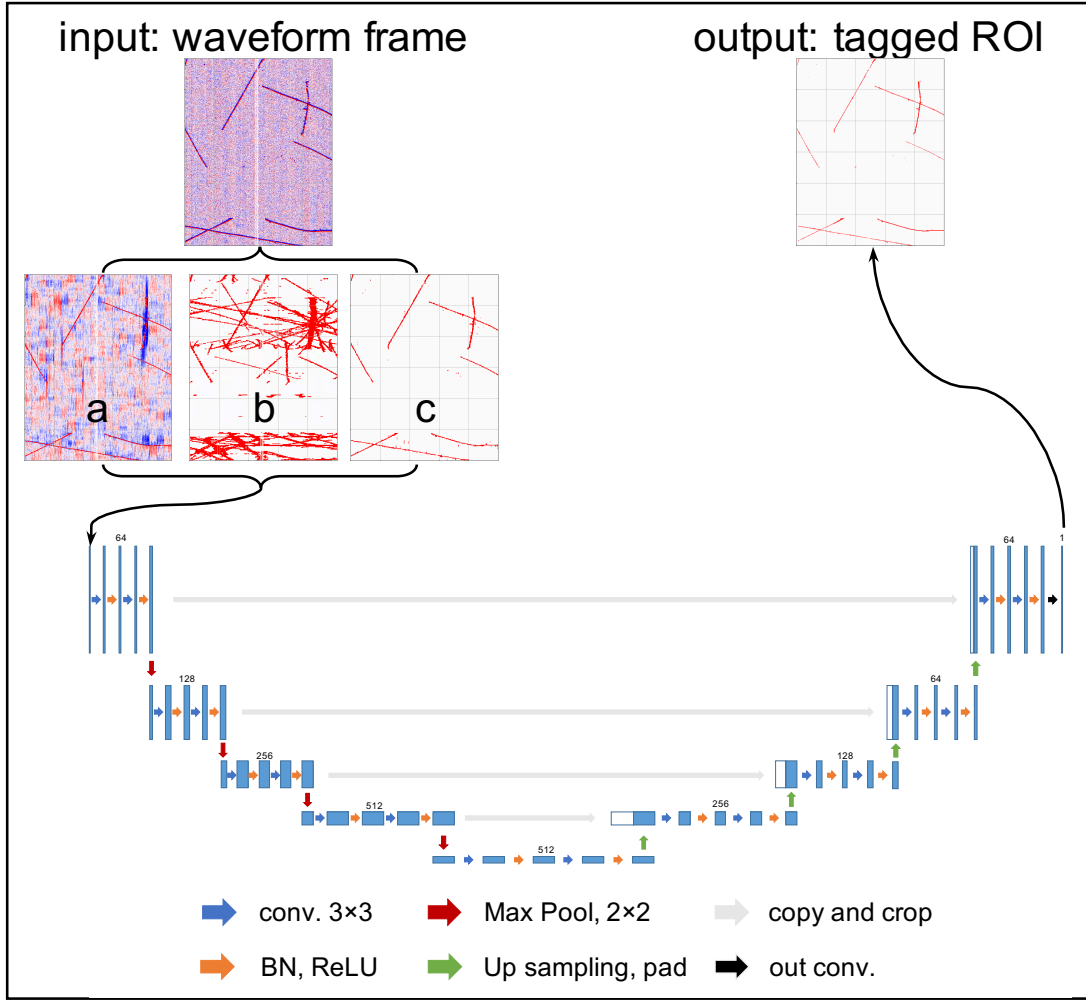 input: waveform frame
output: tagged ROI
a
b
c
64
64
1
128
64
256
128
512
256
512
conv. 3×3
Max Pool, 2×2
copy and crop
BN, ReLU
Up sampling, pad
out conv.